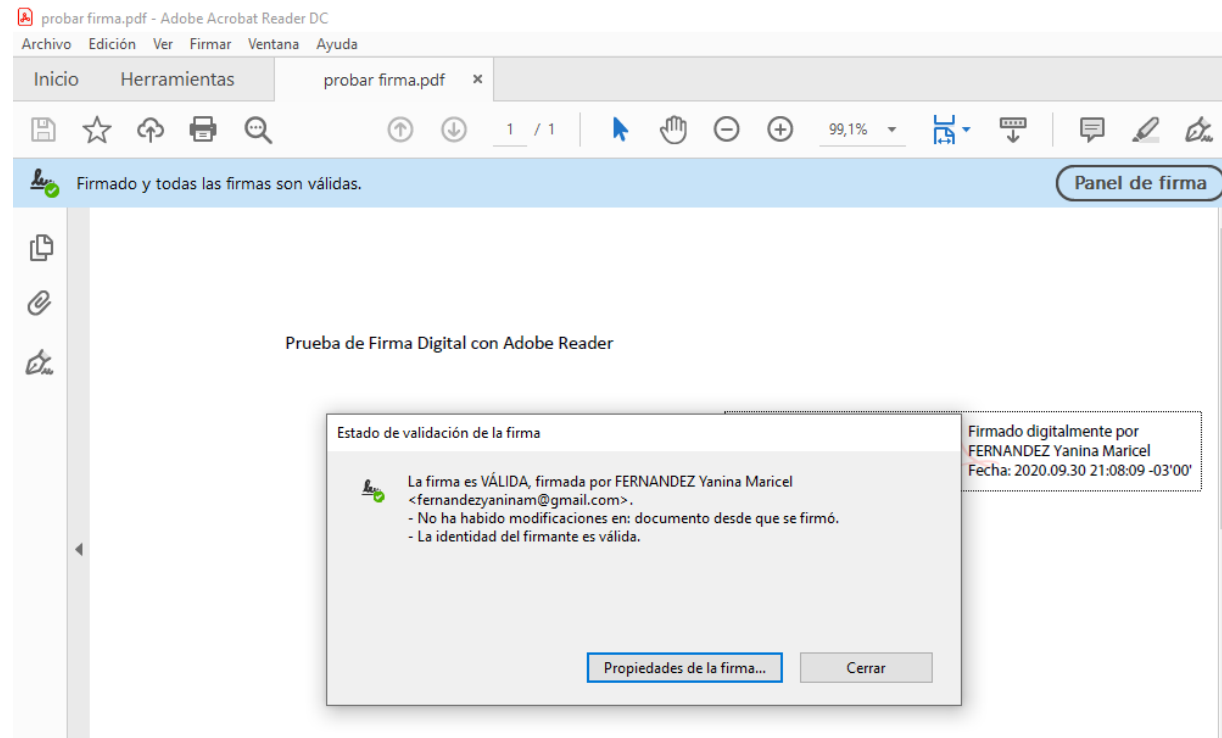 probar firma.pdf - Adobe Acrobat Reader DC
Archivo Edición Ver Firmar Ventana Ayuda
Inicio Herramientas probar firma.pdf ×
1 / 1 99,1%
Firmado y todas las firmas son válidas. Panel de firma
Prueba de Firma Digital con Adobe Reader
Firmado digitalmente por
FERNANDEZ Yanina Maricel
Fecha: 2020.09.30 21:08:09 -03'00'
Estado de validación de la firma
La firma es VÁLIDA, firmada por FERNANDEZ Yanina Maricel
<fernandezyaninam@gmail.com>.
- No ha habido modificaciones en: documento desde que se firmó.
- La identidad del firmante es válida.
Propiedades de la firma... Cerrar